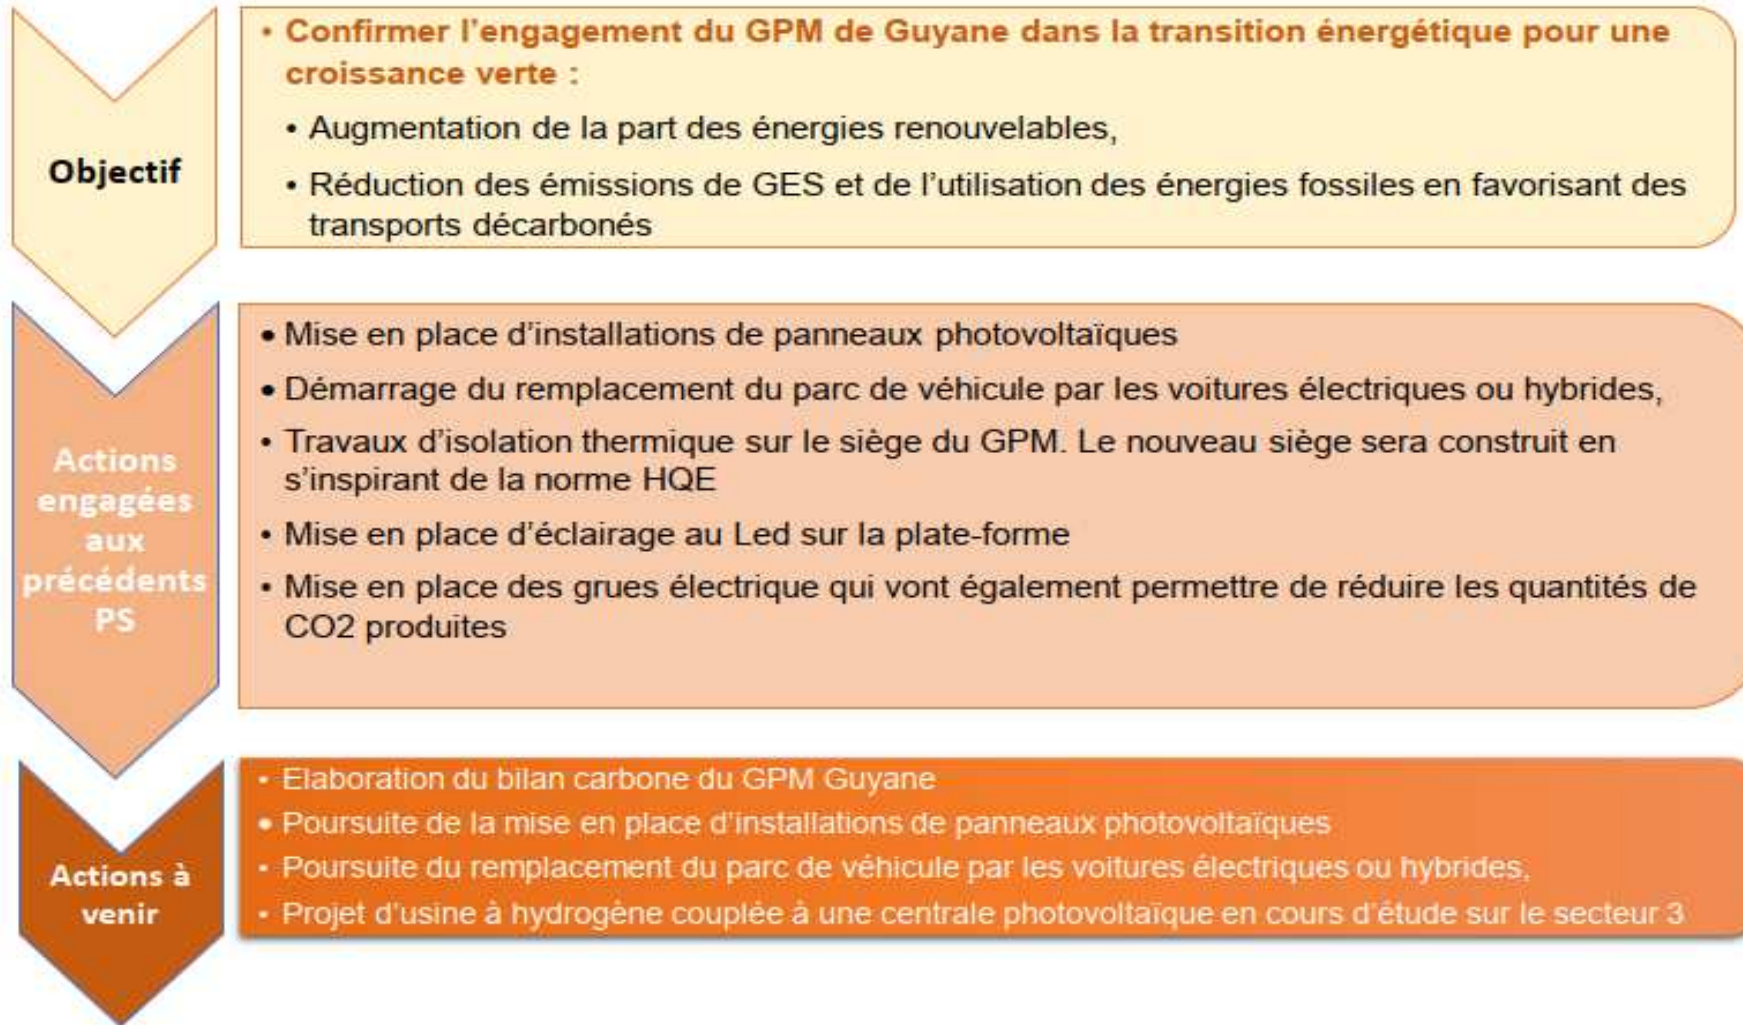 Objectif
• Confirmer l'engagement du GPM de Guyane dans la transition énergétique pour une
croissance verte :
• Augmentation de la part des énergies renouvelables,
• Réduction des émissions de GES et de l'utilisation des énergies fossiles en favorisant des
transports décarbonés
Actions
engagées
aux
précédents
PS
• Mise en place d'installations de panneaux photovoltaïques
• Démarrage du remplacement du parc de véhicule par les voitures électriques ou hybrides,
• Travaux d'isolation thermique sur le siège du GPM. Le nouveau siège sera construit en
s'inspirant de la norme HQE
• Mise en place d'éclairage au Led sur la plate-forme
• Mise en place des grues électrique qui vont également permettre de réduire les quantités de
CO2 produites
Actions à
venir
• Elaboration du bilan carbone du GPM Guyane
• Poursuite de la mise en place d'installations de panneaux photovoltaïques
• Poursuite du remplacement du parc de véhicule par les voitures électriques ou hybrides,
• Projet d'usine à hydrogène couplée à une centrale photovoltaïque en cours d'étude sur le secteur 3